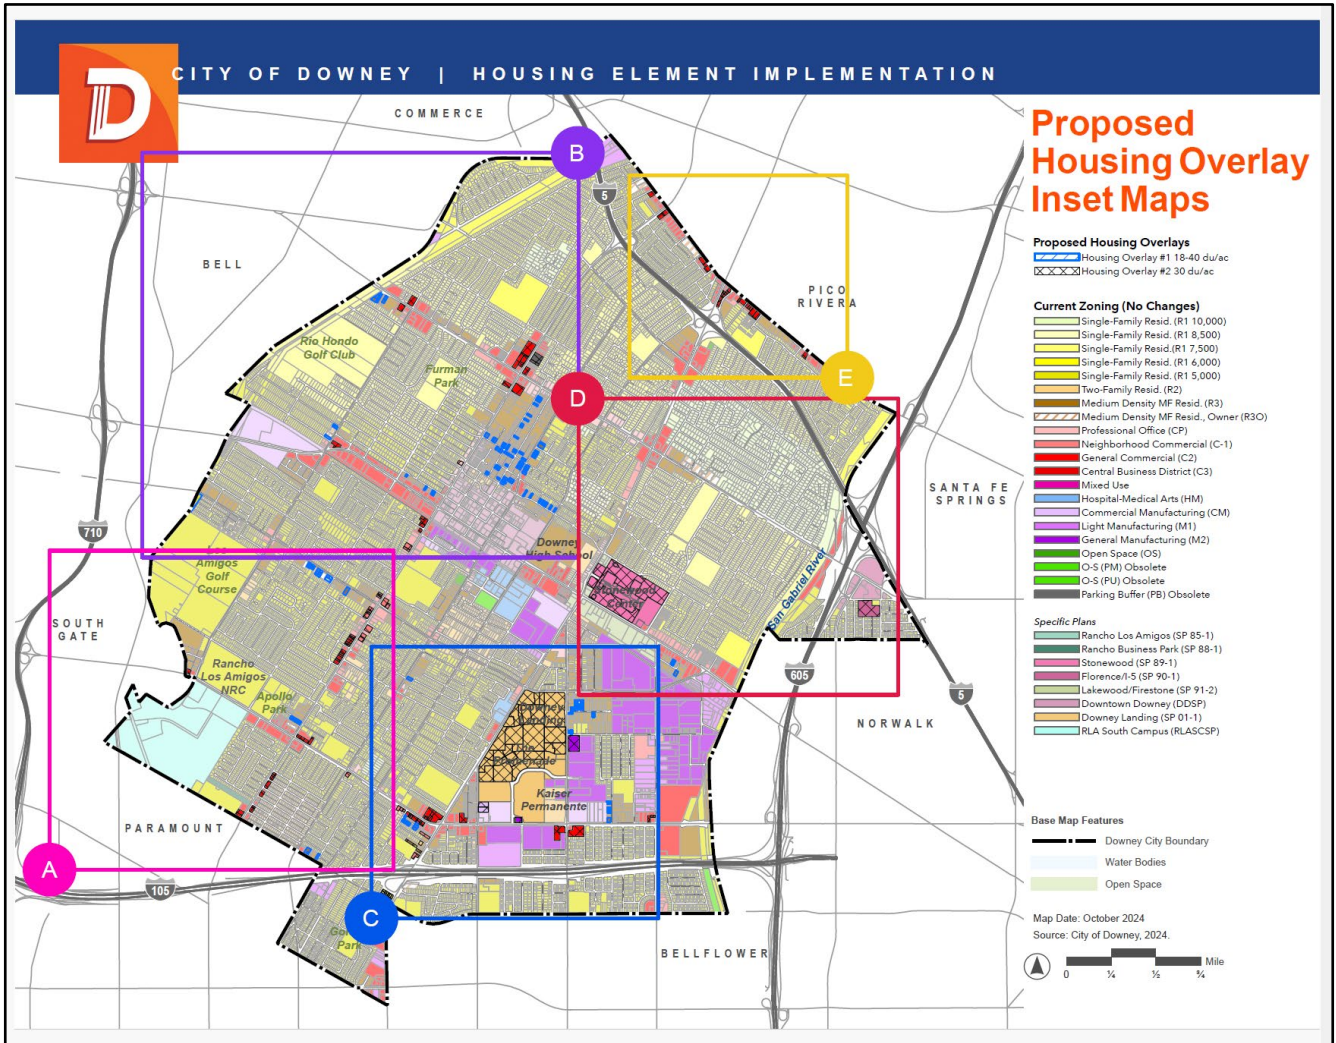 D
CITY OF DOWNEY | HOUSING ELEMENT IMPLEMENTATION
Proposed
Housing Overlay
Inset Maps
Proposed Housing Overlays
Housing Overlay #1 18-40 du/ac
Housing Overlay #2 30 du/ac
Current Zoning (No Changes)
Single-Family Resid. (R1 10,000)
Single-Family Resid. (R1 8,500)
Single-Family Resid.(R1 7,500)
Single-Family Resid. (R1 6,000)
Single-Family Resid. (R1 5,000)
Two-Family Resid. (R2)
Medium Density MF Resid. (R3)
Medium Density MF Resid., Owner (R3O)
Professional Office (CP)
Neighborhood Commercial (C-1)
General Commercial (C2)
Central Business District (C3)
Mixed Use
Hospital-Medical Arts (HM)
Commercial Manufacturing (CM)
Light Manufacturing (M1)
General Manufacturing (M2)
Open Space (OS)
O-S (PM) Obsolete
O-S (PU) Obsolete
Parking Buffer (PB) Obsolete
Specific Plans
Rancho Los Amigos (SP 85-1)
Rancho Business Park (SP 88-1)
Stonewood (SP 89-1)
Florence/I-5 (SP 90-1)
Lakewood/Firestone (SP 91-2)
Downtown Downey (DDSP)
Downey Landing (SP 01-1)
RLA South Campus (RLASCSP)
Base Map Features
Downey City Boundary
Water Bodies
Open Space
Map Date: October 2024
Source: City of Downey, 2024.
0 ¼ ½ ¾ Mile
COMMERCE
B
5
BELL
PICO
RIVERA
Rio Hondo
Golf Club
Furman
Park
E
D
SANTA FE
SPRINGS
710
Downey
High School
Los
Amigos
Golf
Course
Stonewood
Center
San Gabriel River
SOUTH
GATE
Rancho
Los Amigos
NRC
Apollo
Park
605
5
Downey
Landing
NORWALK
The
Promenade
Kaiser
Permanente
PARAMOUNT
A
105
C
Park
BELLFLOWER